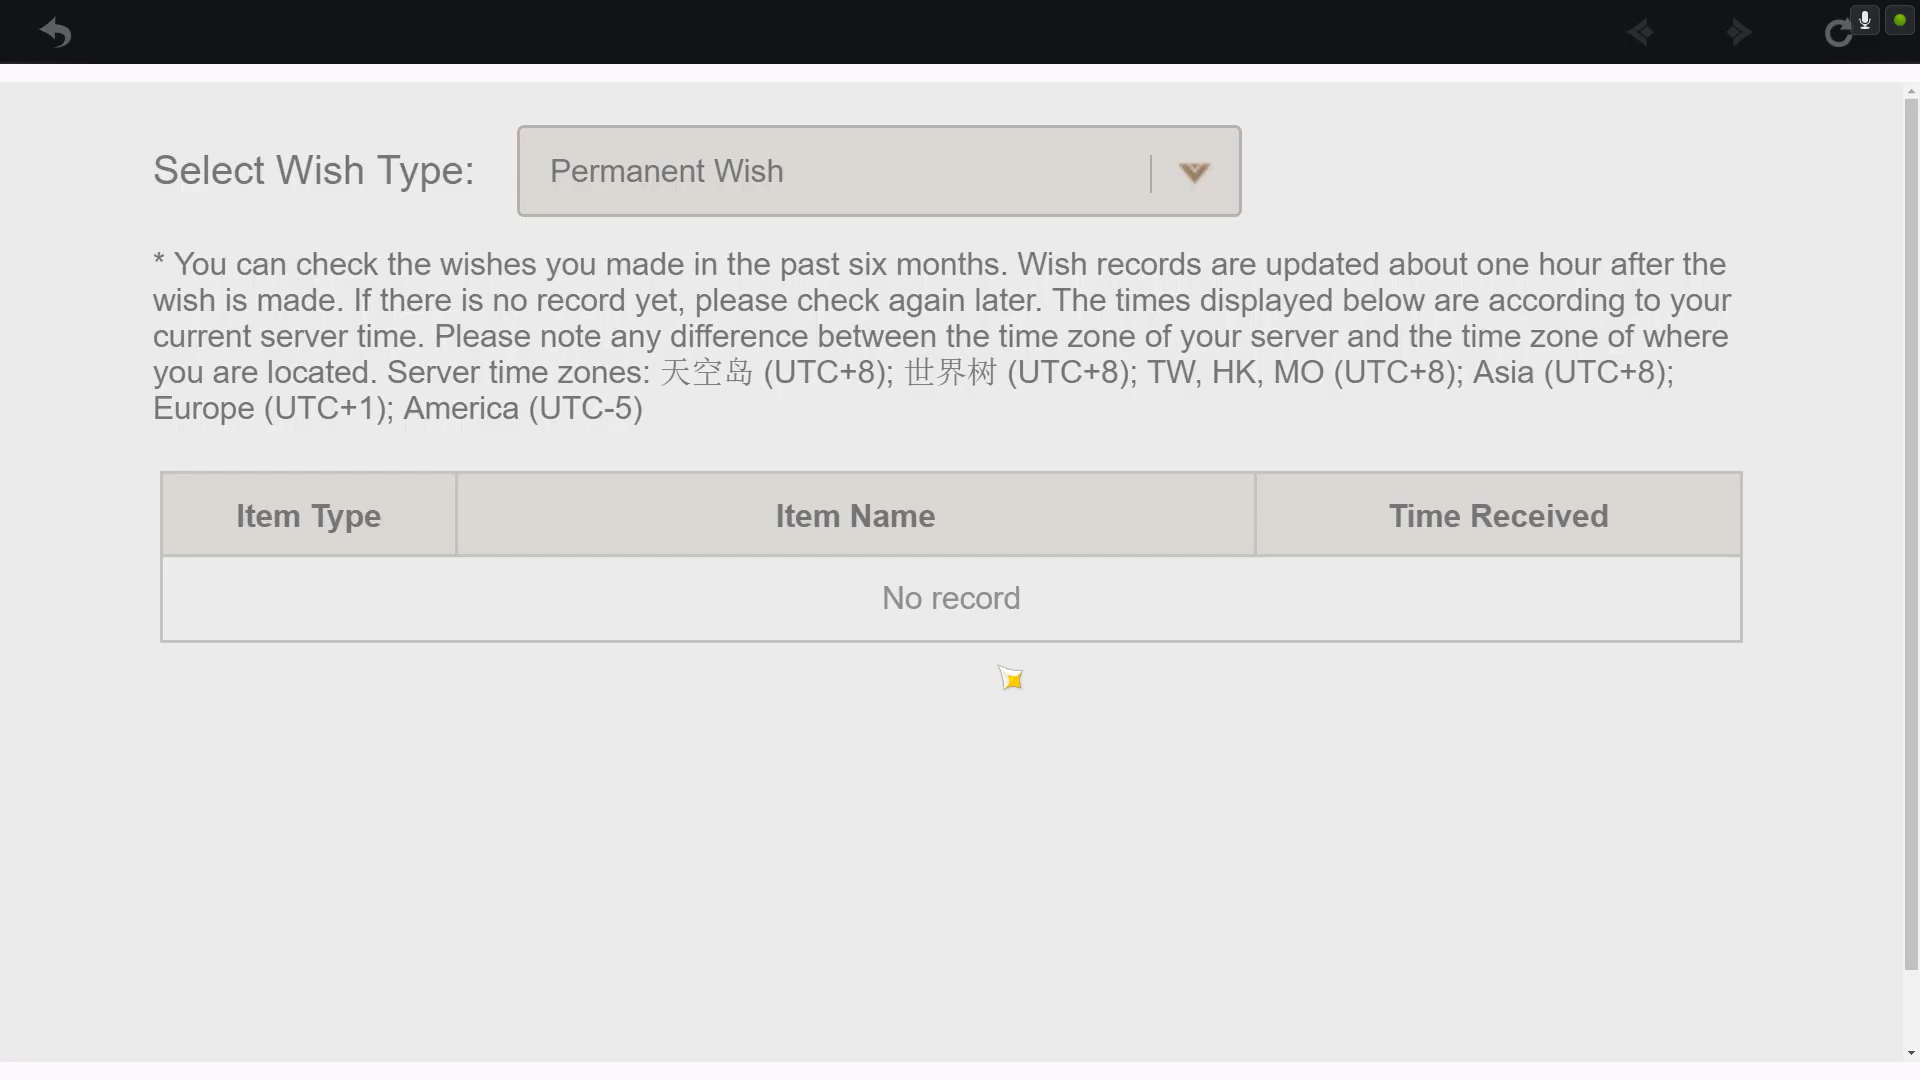 Select Wish Type:
Permanent Wish
* You can check the wishes you made in the past six months. Wish records are updated about one hour after the
wish is made. If there is no record yet, please check again later. The times displayed below are according to your
current server time. Please note any difference between the time zone of your server and the time zone of where
you are located. Server time zones: 天空岛 (UTC+8); 世界树 (UTC+8); TW, HK, MO (UTC+8); Asia (UTC+8);
Europe (UTC+1); America (UTC-5)
Item Type Item Name Time Received
No record